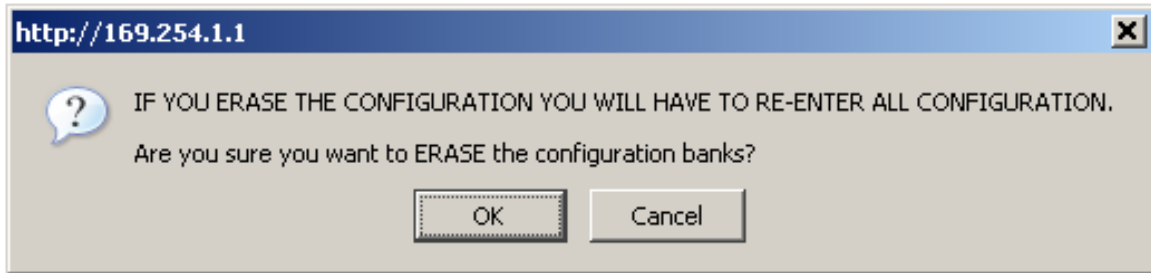 http://169.254.1.1
IF YOU ERASE THE CONFIGURATION YOU WILL HAVE TO RE-ENTER ALL CONFIGURATION.
Are you sure you want to ERASE the configuration banks?
OK Cancel